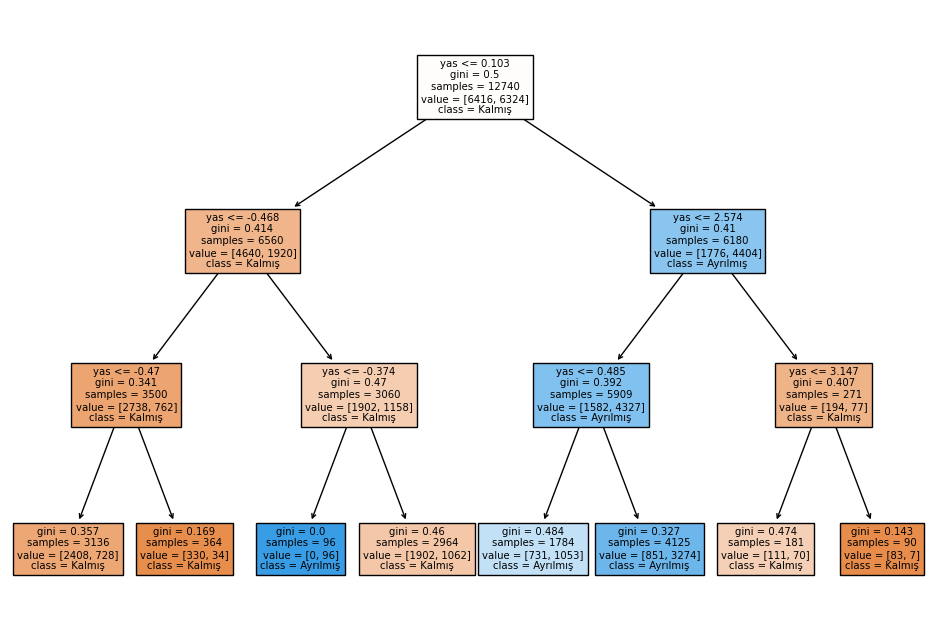 yas <= 0.103
gini = 0.5
samples = 12740
value = [6416, 6324]
class = Kalmış
yas <= -0.468
gini = 0.414
samples = 6560
value = [4640, 1920]
class = Kalmış
yas <= 2.574
gini = 0.41
samples = 6180
value = [1776, 4404]
class = Ayrılmış
yas <= -0.47
gini = 0.341
samples = 3500
value = [2738, 762]
class = Kalmış
yas <= -0.374
gini = 0.47
samples = 3060
value = [1902, 1158]
class = Kalmış
yas <= 0.485
gini = 0.392
samples = 5909
value = [1582, 4327]
class = Ayrılmış
yas <= 3.147
gini = 0.407
samples = 271
value = [194, 77]
class = Kalmış
gini = 0.357
samples = 3136
value = [2408, 728]
class = Kalmış
gini = 0.169
samples = 364
value = [330, 34]
class = Kalmış
gini = 0.0
samples = 96
value = [0, 96]
class = Ayrılmış
gini = 0.46
samples = 2964
value = [1902, 1062]
class = Kalmış
gini = 0.484
samples = 1784
value = [731, 1053]
class = Ayrılmış
gini = 0.327
samples = 4125
value = [851, 3274]
class = Ayrılmış
gini = 0.474
samples = 181
value = [111, 70]
class = Kalmış
gini = 0.143
samples = 90
value = [83, 7]
class = Kalmış